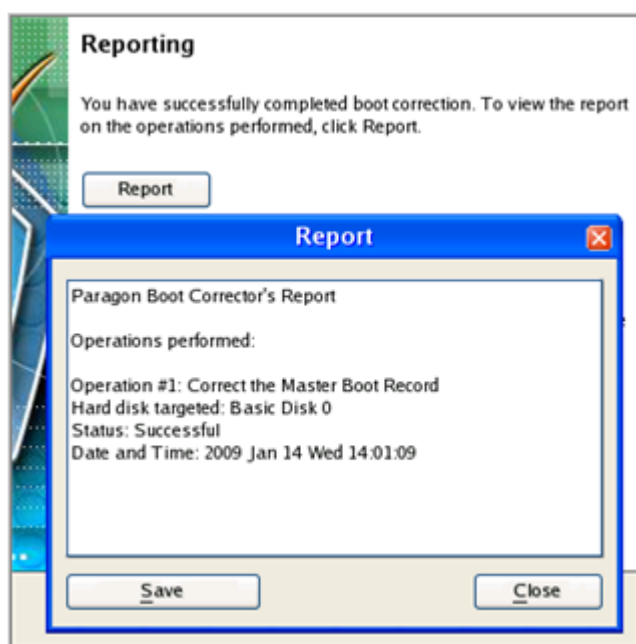 Reporting
You have successfully completed boot correction. To view the report
on the operations performed, click Report.
Report
Report
Paragon Boot Corrector's Report
Operations performed:
Operation #1: Correct the Master Boot Record
Hard disk targeted: Basic Disk 0
Status: Successful
Date and Time: 2009 Jan 14 Wed 14:01:09
Save
Close